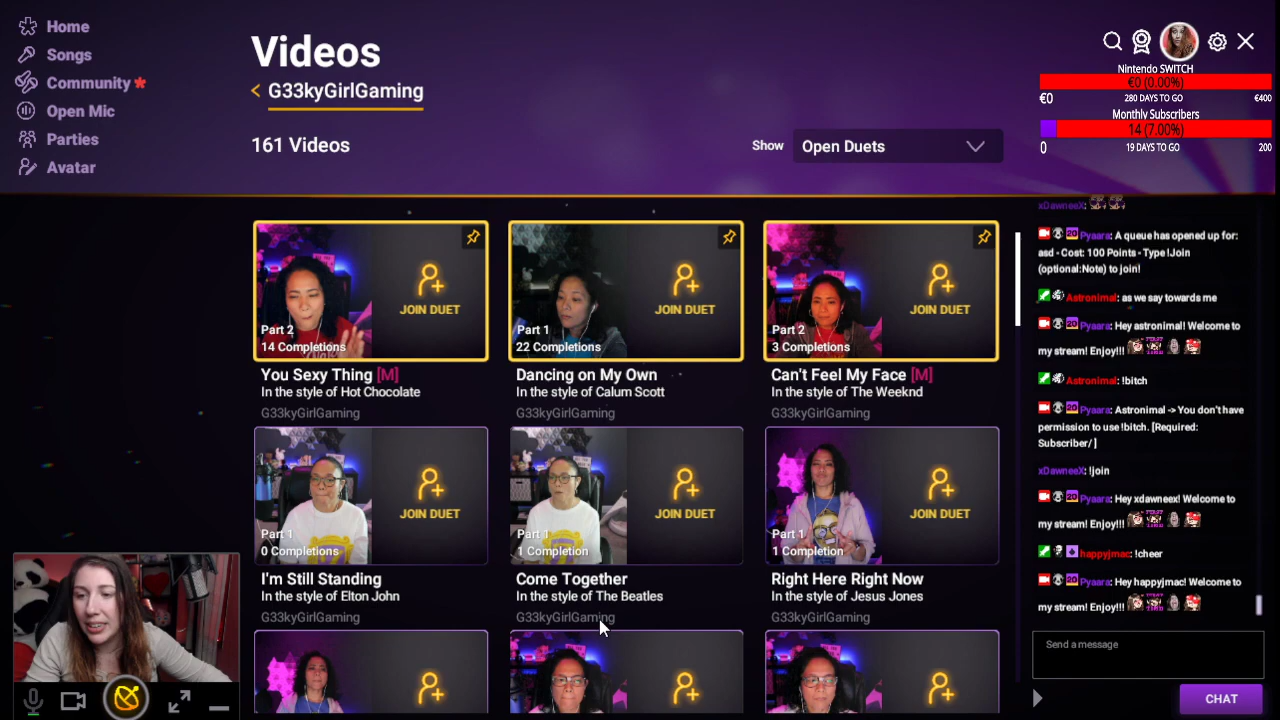 Home
Songs
Community *
Open Mic
Parties
Avatar
Videos
< G33kyGirlGaming
161 Videos
Show Open Duets
Nintendo SWITCH
€0 (0.00%)
€0 280 DAYS TO GO €400
Monthly Subscribers
14 (7.00%)
0 19 DAYS TO GO 200
JOIN DUET
Part 2
14 Completions
You Sexy Thing [M]
In the style of Hot Chocolate
G33kyGirlGaming
JOIN DUET
Part 1
22 Completions
Dancing on My Own
In the style of Calum Scott
G33kyGirlGaming
JOIN DUET
Part 2
3 Completions
Can't Feel My Face [M]
In the style of The Weeknd
G33kyGirlGaming
JOIN DUET
Part 1
0 Completions
I'm Still Standing
In the style of Elton John
G33kyGirlGaming
JOIN DUET
Part 1
1 Completion
Come Together
In the style of The Beatles
G33kyGirlGaming
JOIN DUET
Part 1
1 Completion
Right Here Right Now
In the style of Jesus Jones
G33kyGirlGaming
xDawneeX:
20 Pyaara: A queue has opened up for:
asd - Cost: 100 Points - Type !Join
(optional:Note) to join!
Astronimal: as we say towards me
20 Pyaara: Hey astronimal! Welcome to
my stream! Enjoy!!!
Astronimal: !bitch
20 Pyaara: Astronimal -> You don't have
permission to use !bitch. [Required:
Subscriber/ ]
xDawneeX: !join
20 Pyaara: Hey xdawneex! Welcome to
my stream! Enjoy!!!
happyjmac: !cheer
20 Pyaara: Hey happyjmac! Welcome to
my stream! Enjoy!!!
Send a message
CHAT